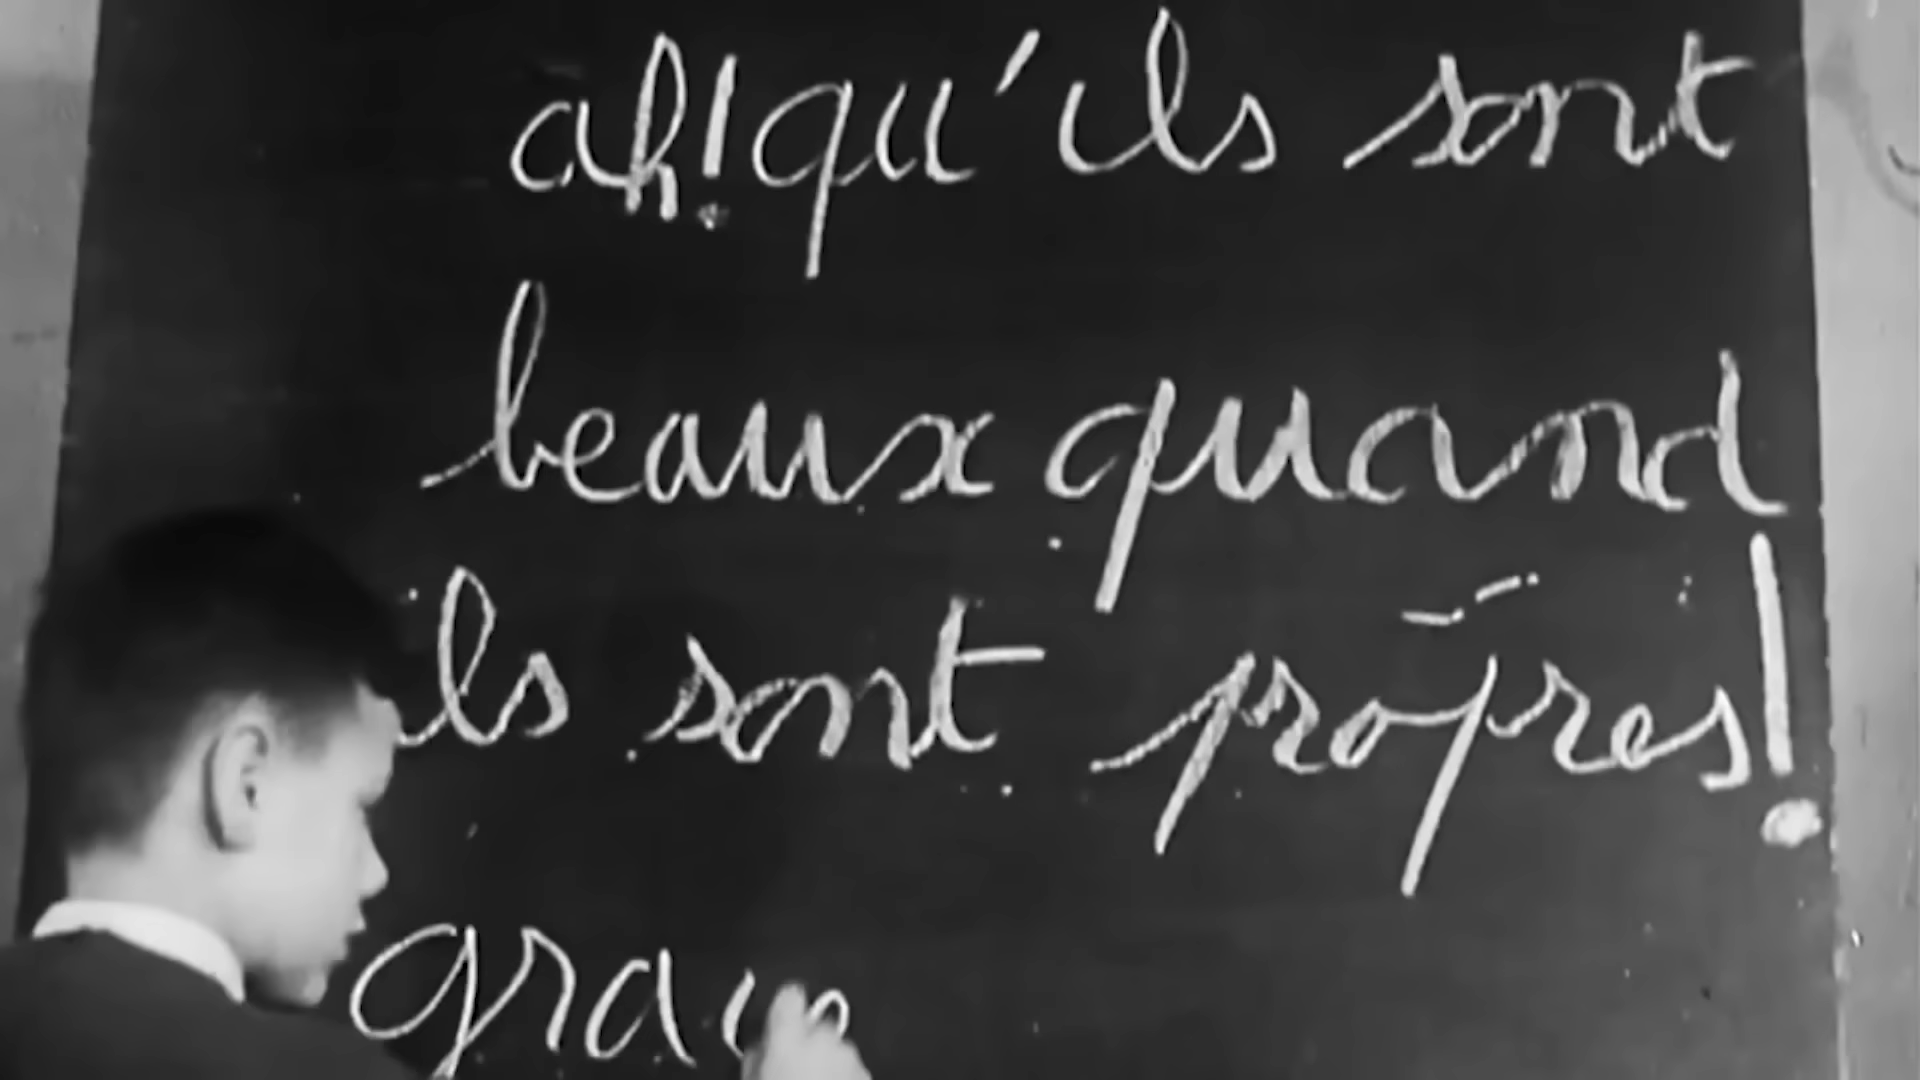 ah! qu'ils sont
beaux quand
ils sont propres!